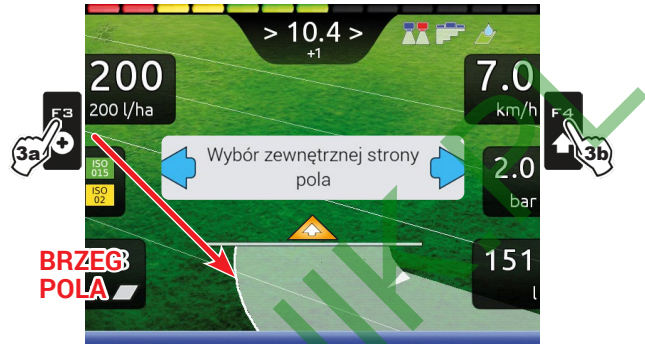 > 10.4 >
+1
200
200 l/ha
7.0
km/h
F3
F4
3a
3b
Wybór zewnętrznej strony
pola
ISO
015
ISO
02
2.0
bar
BRZEG
POLA
151
l